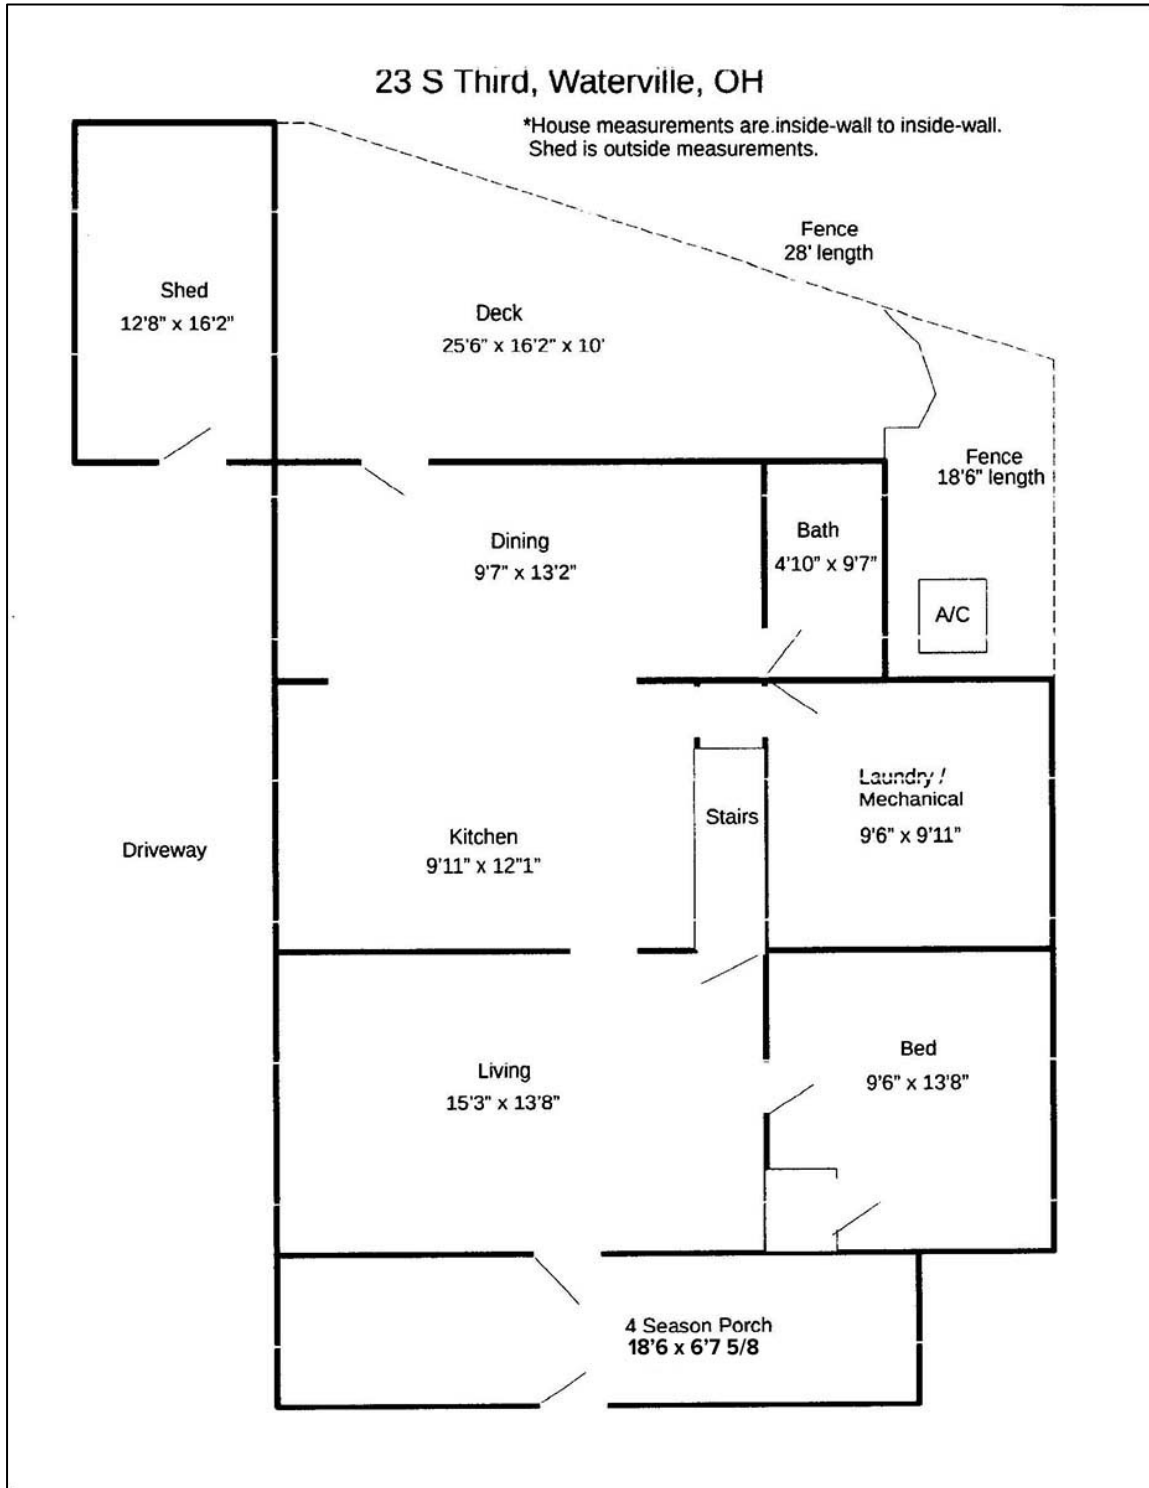 23 S Third, Waterville, OH
*House measurements are inside-wall to inside-wall.
Shed is outside measurements.
Fence
28' length
Shed
12'8” x 16'2”
Deck
25'6” x 16'2” x 10'
Fence
18'6” length
Dining
9'7” x 13'2”
Bath
4'10” x 9'7”
A/C
Laundry /
Mechanical
9'6” x 9'11”
Stairs
Kitchen
9'11” x 12”1”
Driveway
Living
15'3” x 13'8”
Bed
9'6” x 13'8”
4 Season Porch
18'6 x 6'7 5/8